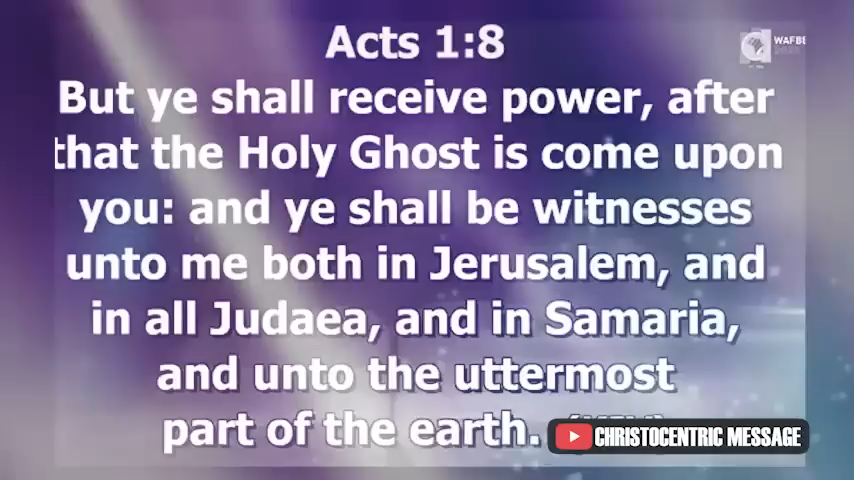 Acts 1:8
WAFBE
But ye shall receive power, after
that the Holy Ghost is come upon
you: and ye shall be witnesses
unto me both in Jerusalem, and
in all Judaea, and in Samaria,
and unto the uttermost
part of the earth.
CHRISTOCENTRIC MESSAGE